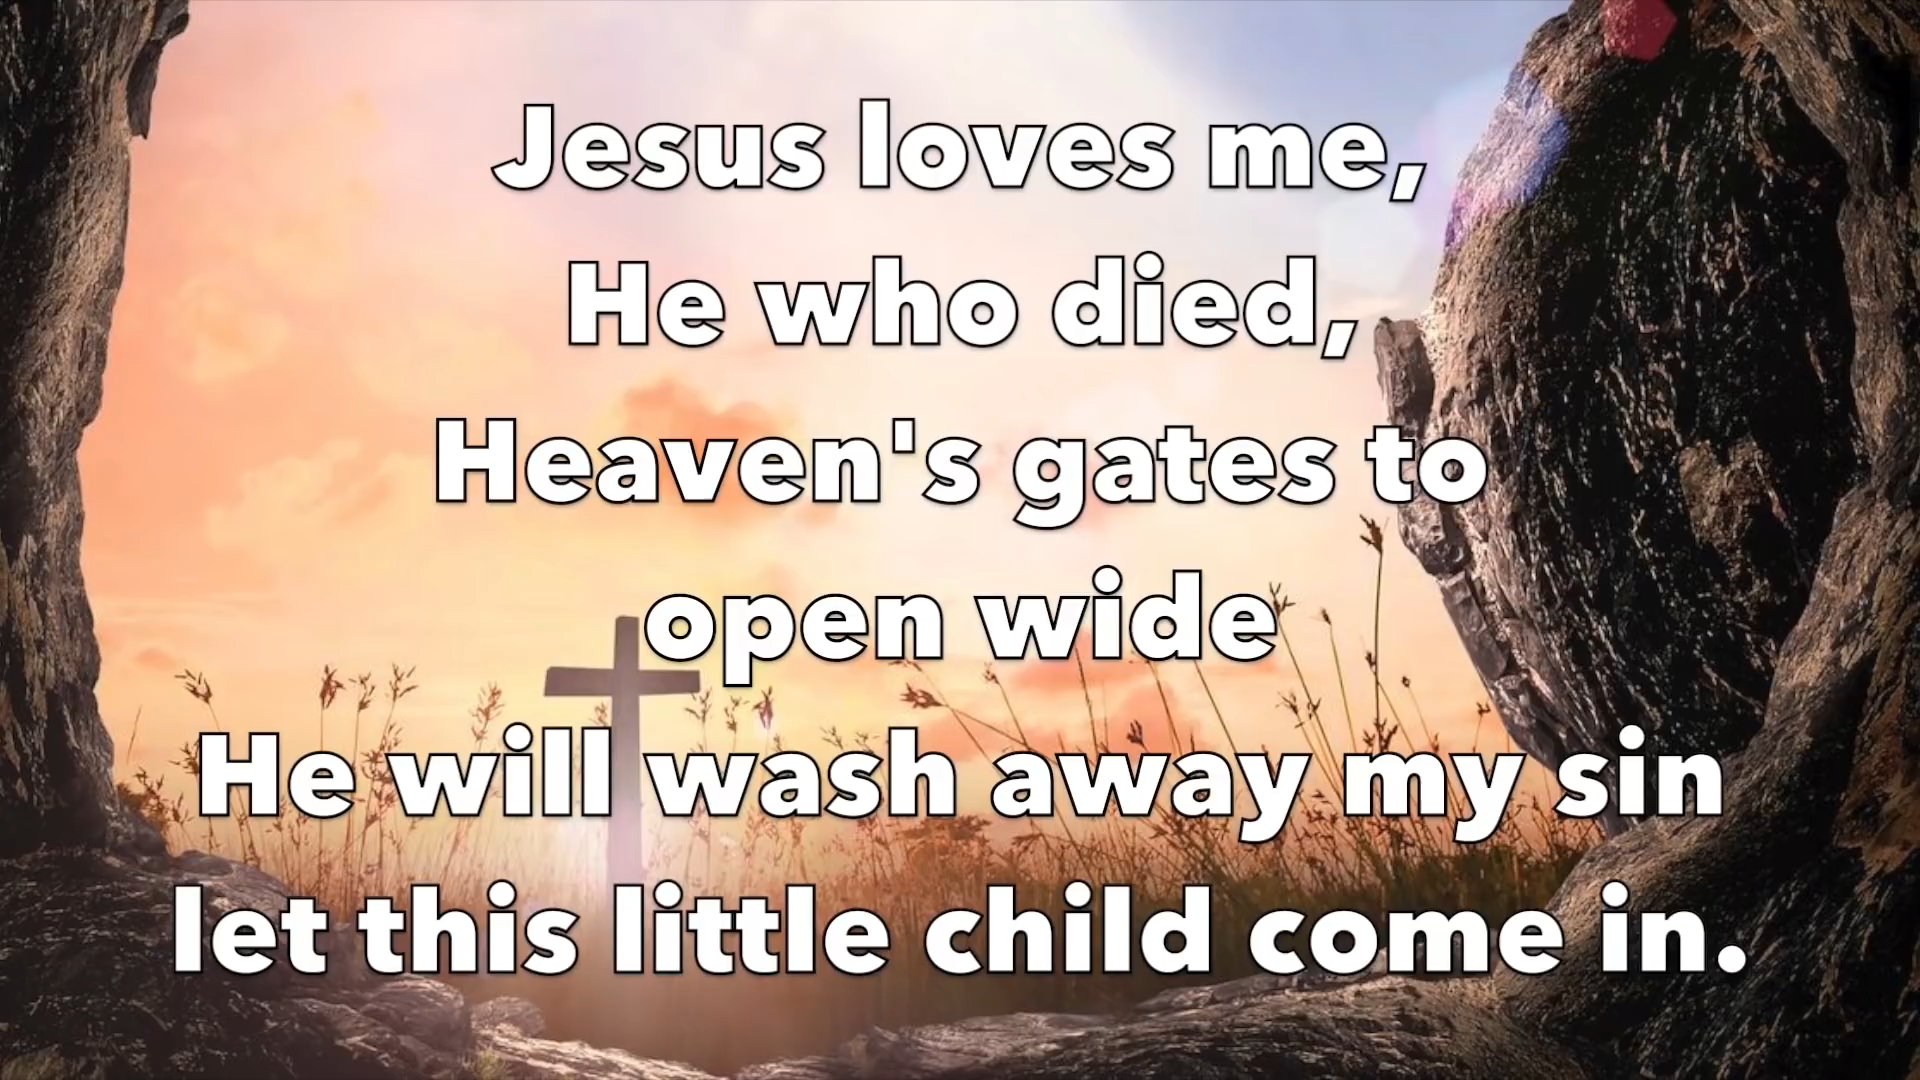 Jesus loves me,
He who died,
Heaven's gates to
open wide
He will wash away my sin
let this little child come in.